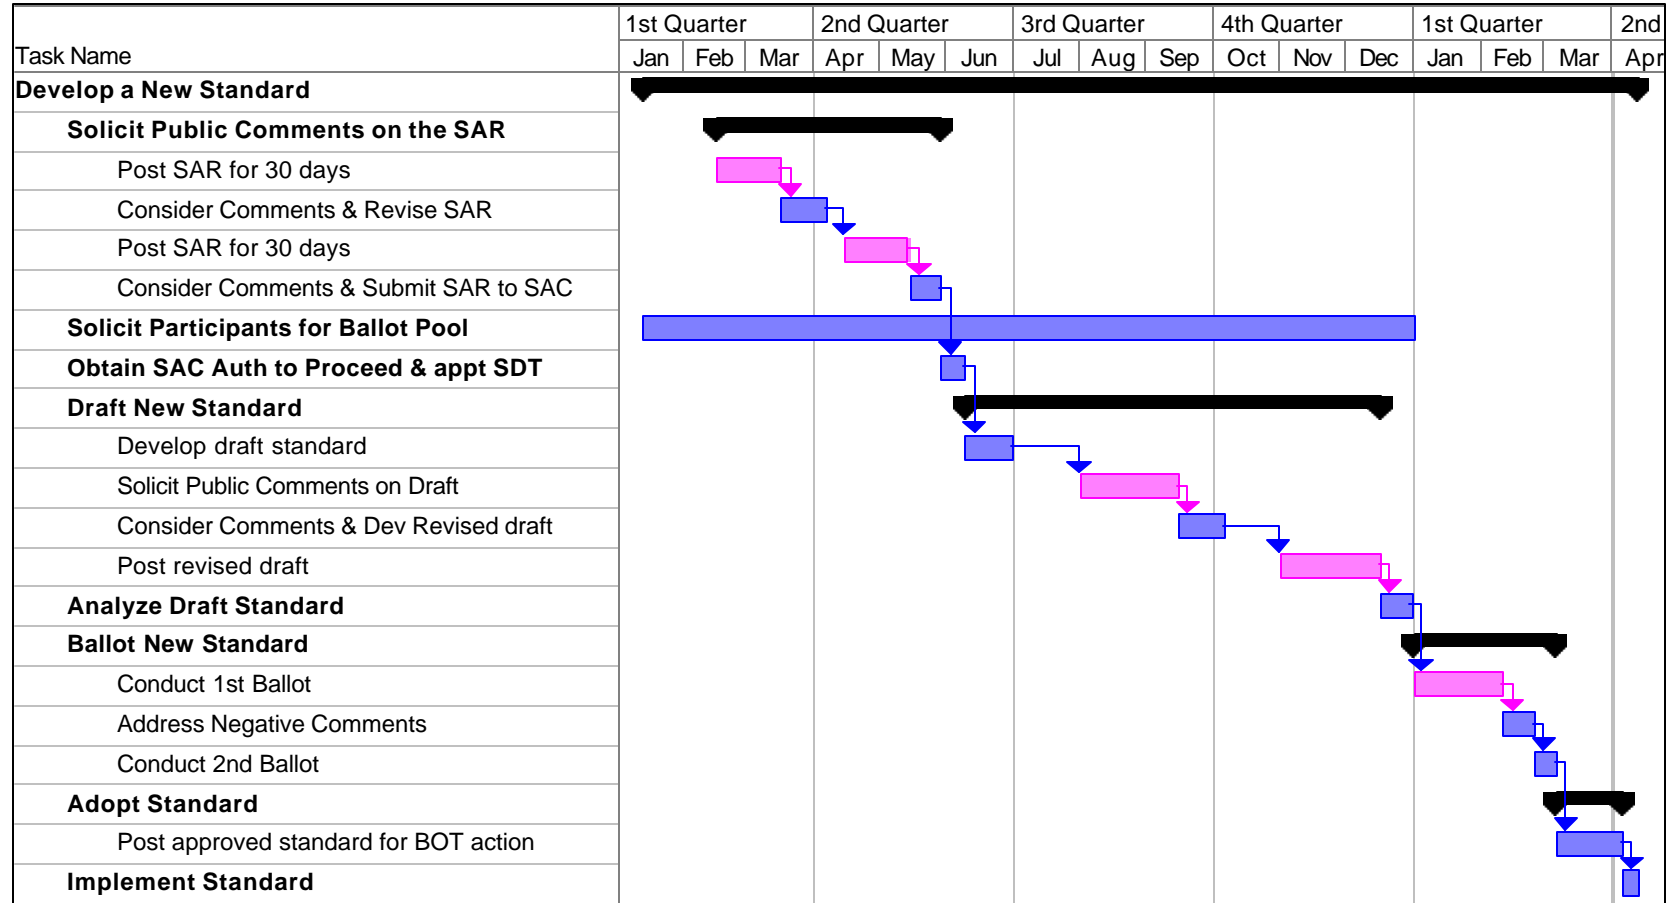 1st Quarter 2nd Quarter 3rd Quarter 4th Quarter 1st Quarter 2nd
Task Name Jan Feb Mar Apr May Jun Jul Aug Sep Oct Nov Dec Jan Feb Mar Apr
Develop a New Standard
Solicit Public Comments on the SAR
Post SAR for 30 days
Consider Comments & Revise SAR
Post SAR for 30 days
Consider Comments & Submit SAR to SAC
Solicit Participants for Ballot Pool
Obtain SAC Auth to Proceed & appt SDT
Draft New Standard
Develop draft standard
Solicit Public Comments on Draft
Consider Comments & Dev Revised draft
Post revised draft
Analyze Draft Standard
Ballot New Standard
Conduct 1st Ballot
Address Negative Comments
Conduct 2nd Ballot
Adopt Standard
Post approved standard for BOT action
Implement Standard